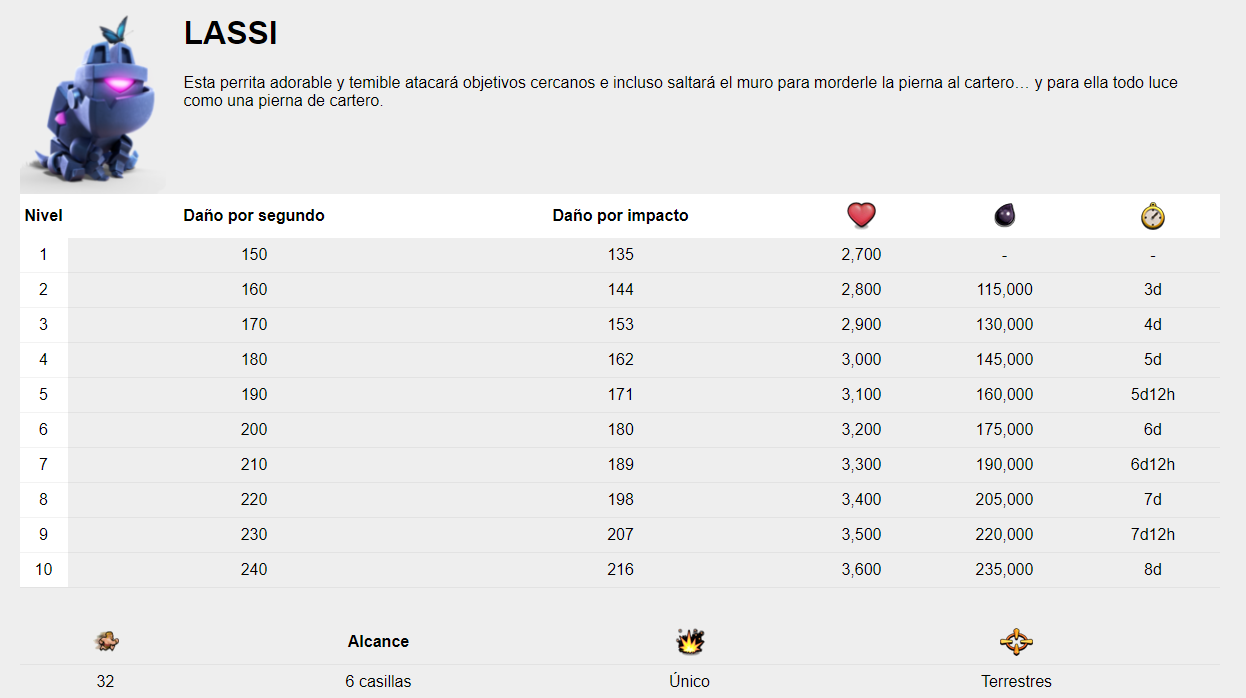 LASSI
Esta perrita adorable y temible atacará objetivos cercanos e incluso saltará el muro para morderle la pierna al cartero… y para ella todo luce
como una pierna de cartero.
Nivel Daño por segundo Daño por impacto
1 150 135 2,700 - -
2 160 144 2,800 115,000 3d
3 170 153 2,900 130,000 4d
4 180 162 3,000 145,000 5d
5 190 171 3,100 160,000 5d12h
6 200 180 3,200 175,000 6d
7 210 189 3,300 190,000 6d12h
8 220 198 3,400 205,000 7d
9 230 207 3,500 220,000 7d12h
10 240 216 3,600 235,000 8d
Alcance
32 6 casillas Único Terrestres